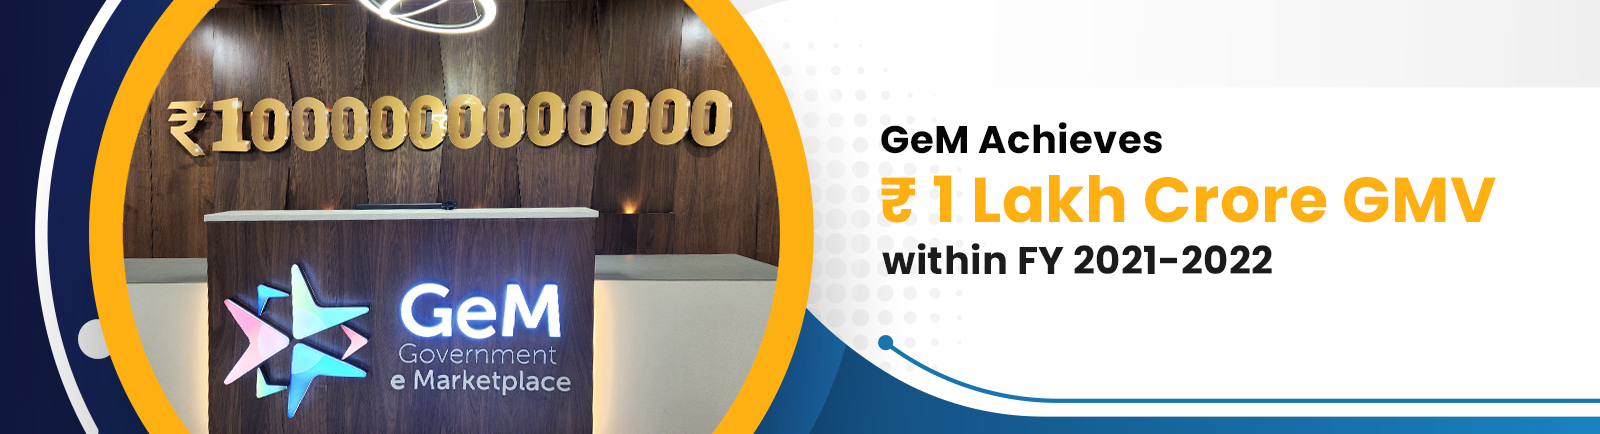 ₹1000000000000
GeM
Government
e Marketplace
GeM Achieves
₹ 1 Lakh Crore GMV
within FY 2021-2022